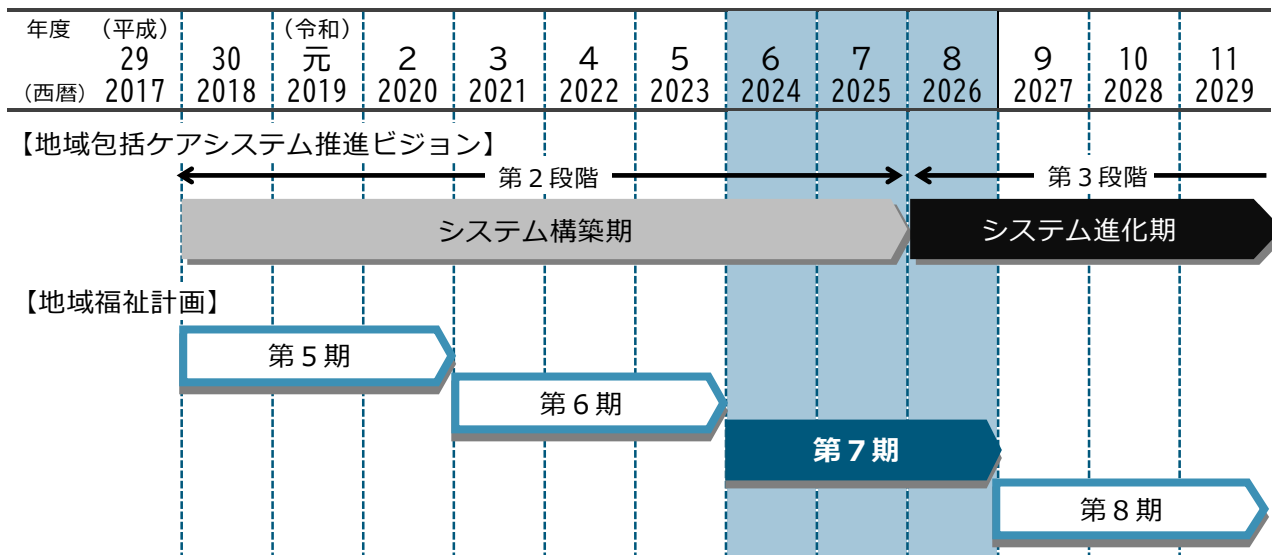 年度 （平成） （令和）
29 30 元 2 3 4 5 6 7 8 9 10 11
（西暦） 2017 2018 2019 2020 2021 2022 2023 2024 2025 2026 2027 2028 2029
【地域包括ケアシステム推進ビジョン】
第２段階 第３段階
システム構築期 システム進化期
【地域福祉計画】
第５期
第６期
第７期
第８期